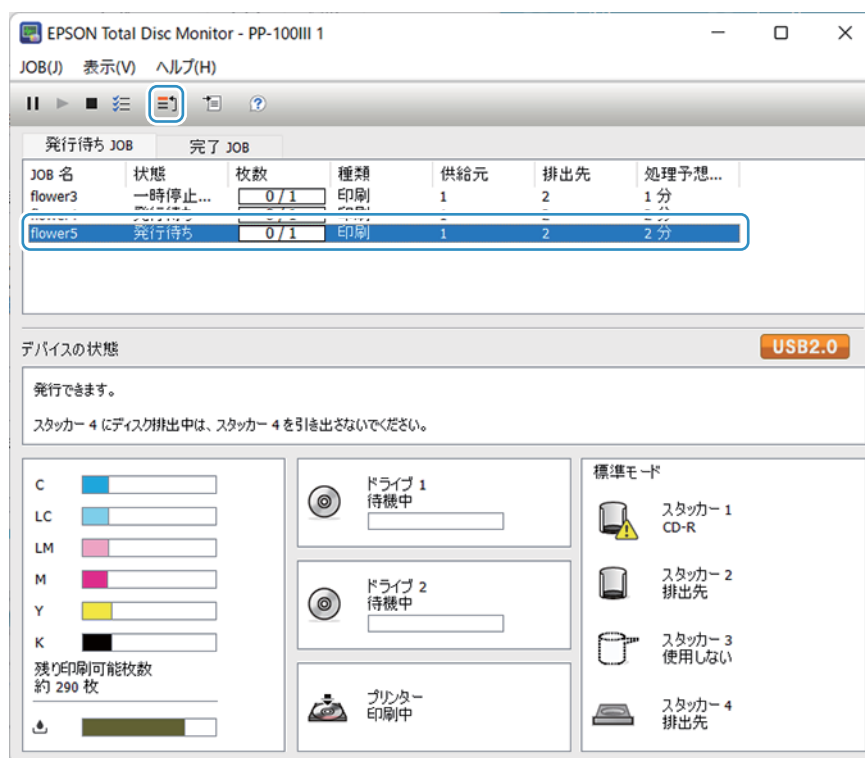 EPSON Total Disc Monitor - PP-100III 1
JOB(J) 表示(V) ヘルプ(H)
発行待ち JOB 完了 JOB
JOB 名 状態 枚数 種類 供給元 排出先 処理予想...
flower3 一時停止... 0 / 1 印刷 1 2 1 分
flower5 発行待ち 0 / 1 印刷 1 2 2 分
デバイスの状態
USB2.0
発行できます。
スタッカー 4 にディスク排出中は、スタッカー 4 を引き出さないでください。
C
LC
LM
M
Y
K
残り印刷可能枚数
約 290 枚
ドライブ 1
待機中
ドライブ 2
待機中
プリンター
印刷中
標準モード
スタッカー 1
CD-R
スタッカー 2
排出先
スタッカー 3
使用しない
スタッカー 4
排出先